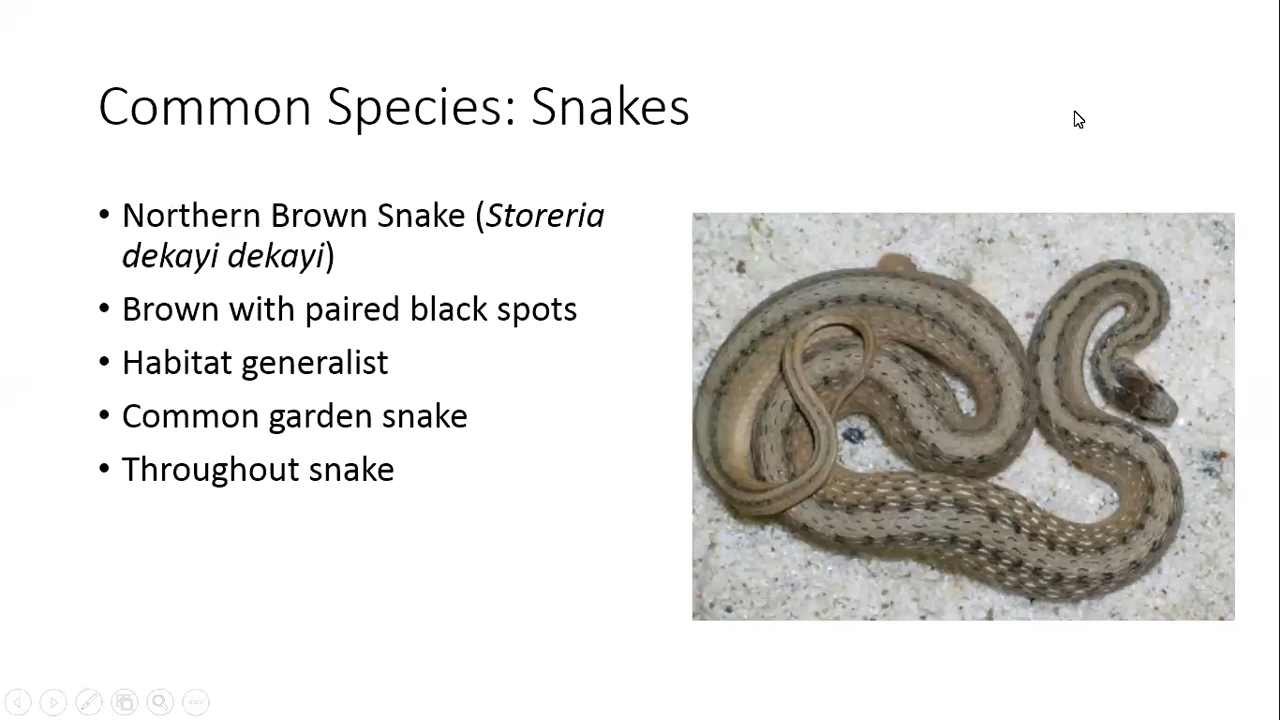 Common Species: Snakes
• Northern Brown Snake (Storeria
dekayi dekayi)
• Brown with paired black spots
• Habitat generalist
• Common garden snake
• Throughout snake